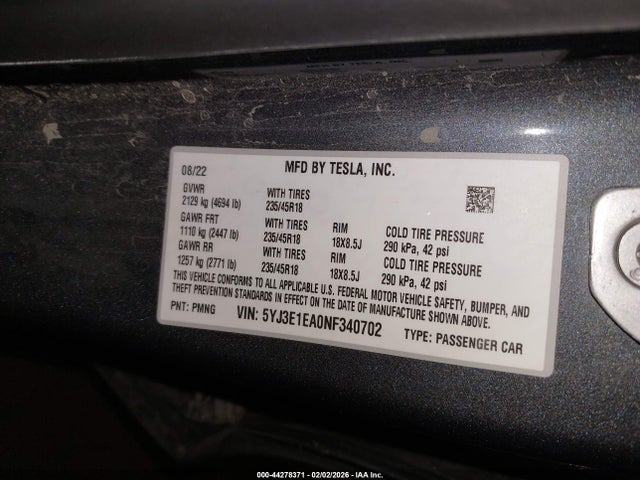 08/22 MFD BY TESLA, INC.
GVWR WITH TIRES
2129 kg (4694 lb) 235/45R18
GAWR FRT WITH TIRES RIM COLD TIRE PRESSURE
1110 kg (2447 lb) 235/45R18 18X8.5J 290 kPa, 42 psi
GAWR RR WITH TIRES RIM COLD TIRE PRESSURE
1257 kg (2771 lb) 235/45R18 18X8.5J 290 kPa, 42 psi
THIS VEHICLE CONFORMS TO ALL APPLICABLE U.S. FEDERAL MOTOR VEHICLE SAFETY, BUMPER, AND
THEFT PREVENTION STANDARDS IN EFFECT ON THE DATE OF MANUFACTURE SHOWN ABOVE.
PNT: PMNG VIN: 5YJ3E1EA0NF340702 TYPE: PASSENGER CAR
000-44278371 - 02/02/2026 - IAA Inc.